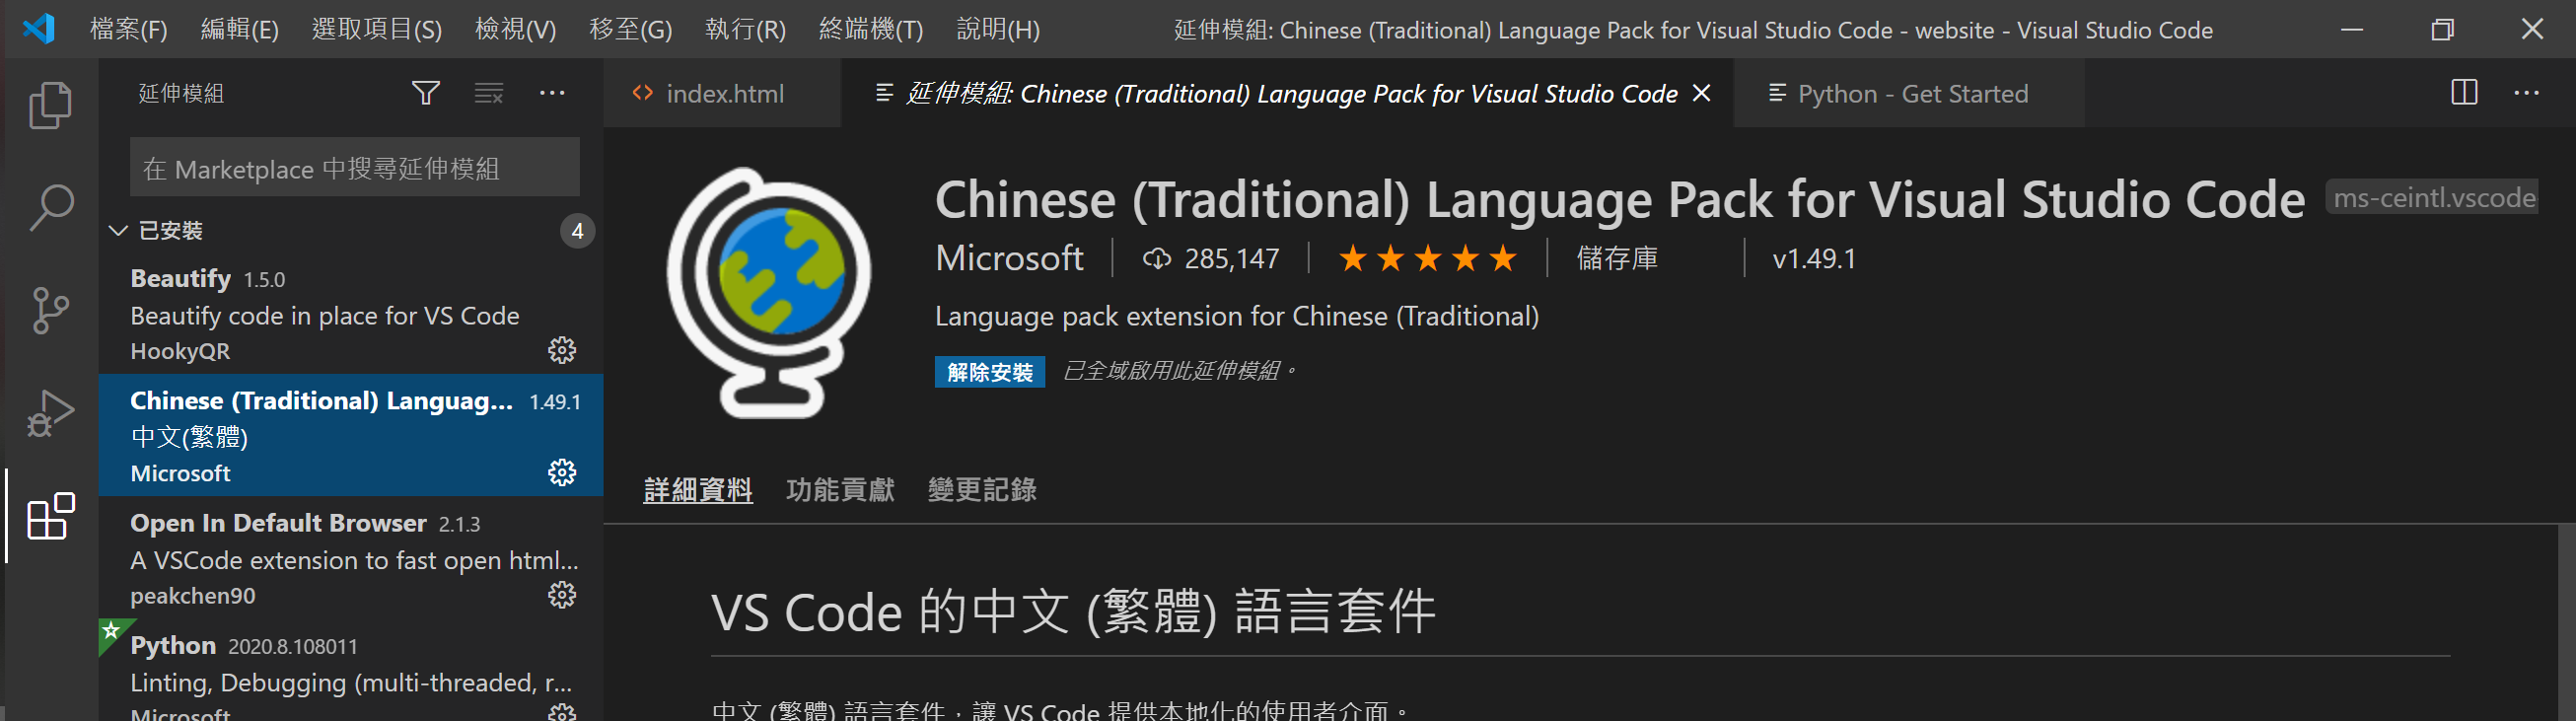 檔案(F) 編輯(E) 選取項目(S) 檢視(V) 移至(G) 執行(R) 終端機(T) 說明(H) 延伸模組: Chinese (Traditional) Language Pack for Visual Studio Code - website - Visual Studio Code
延伸模組
index.html 延伸模組: Chinese (Traditional) Language Pack for Visual Studio Code Python - Get Started
在 Marketplace 中搜尋延伸模組
已安裝 4
Beautify 1.5.0
Beautify code in place for VS Code
HookyQR
Chinese (Traditional) Languag... 1.49.1
中文(繁體)
Microsoft
Open In Default Browser 2.1.3
A VSCode extension to fast open html...
peakchen90
Python 2020.8.108011
Linting, Debugging (multi-threaded, r...
Microsoft
Chinese (Traditional) Language Pack for Visual Studio Code ms-ceintl.vscode
Microsoft 285,147 儲存庫 v1.49.1
Language pack extension for Chinese (Traditional)
解除安裝 已全域啟用此延伸模組。
詳細資料 功能貢獻 變更記錄
VS Code 的中文 (繁體) 語言套件
中文 (繁體) 語言套件，讓 VS Code 提供本地化的使用者介面。